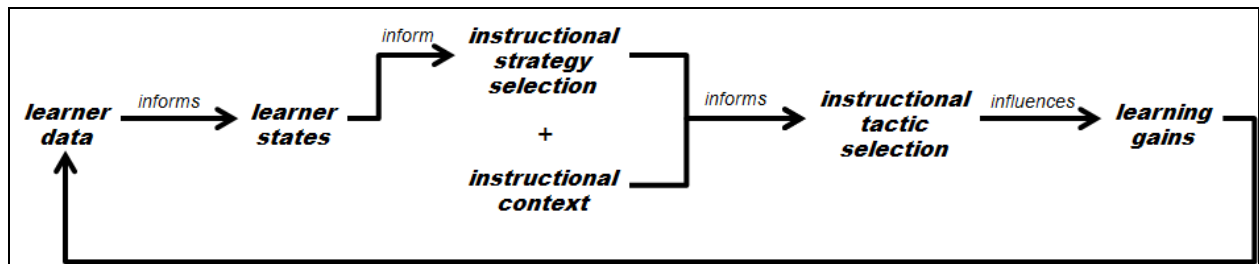 learner
data
informs
learner
states
inform
instructional
strategy
selection
+
instructional
context
informs
instructional
tactic
selection
influences
learning
gains